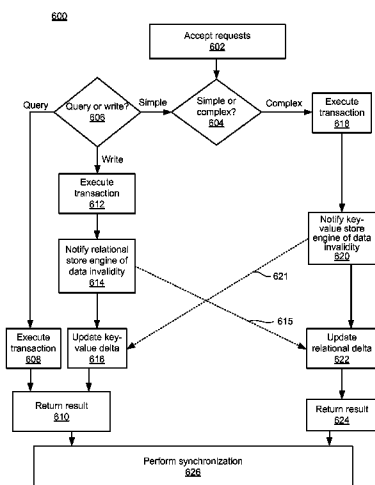 600
Accept requests
602
Query
Query or write?
606
Simple
Simple or
complex?
604
Complex
Execute
transaction
618
Write
Execute
transaction
612
Notify key-
value store
engine of data
invalidity
620
Notify relational
store engine
of data invalidity
614
621
615
Execute
transaction
608
Update key-
value delta
616
Update
relational delta
622
Return result
610
Return result
624
Perform synchronization
626